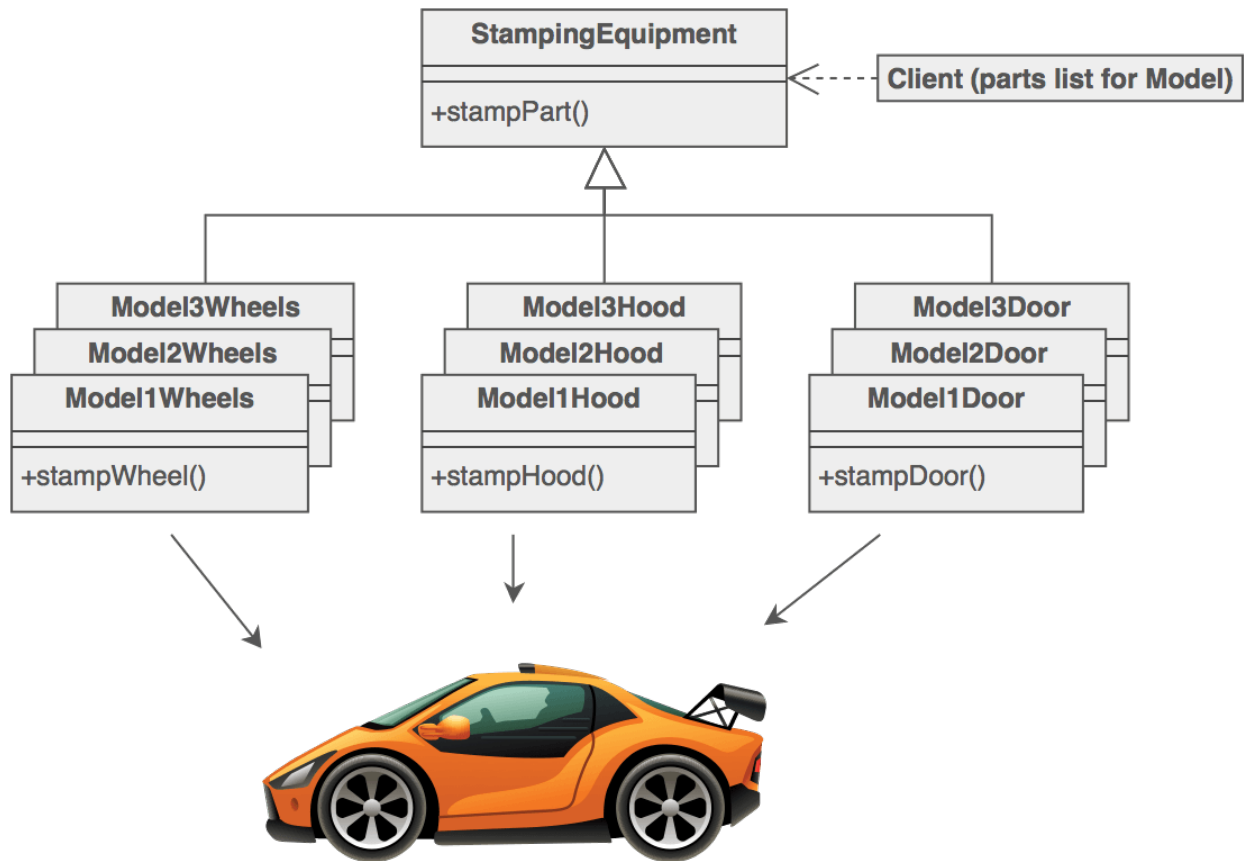 StampingEquipment
+stampPart()
Client (parts list for Model)
Model3Wheels
Model2Wheels
Model1Wheels
+stampWheel()
Model3Hood
Model2Hood
Model1Hood
+stampHood()
Model3Door
Model2Door
Model1Door
+stampDoor()